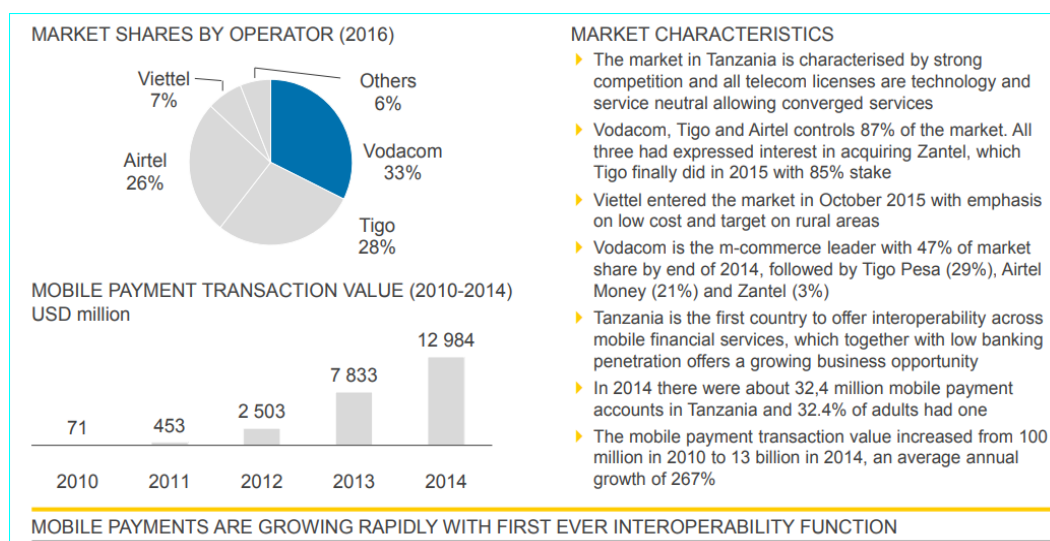 MARKET SHARES BY OPERATOR (2016)
Viettel
7%
Others
6%
Airtel
26%
Vodacom
33%
Tigo
28%
MOBILE PAYMENT TRANSACTION VALUE (2010-2014)
USD million
71
453
2 503
7 833
12 984
2010
2011
2012
2013
2014
MARKET CHARACTERISTICS
The market in Tanzania is characterised by strong
competition and all telecom licenses are technology and
service neutral allowing converged services
Vodacom, Tigo and Airtel controls 87% of the market. All
three had expressed interest in acquiring Zantel, which
Tigo finally did in 2015 with 85% stake
Viettel entered the market in October 2015 with emphasis
on low cost and target on rural areas
Vodacom is the m-commerce leader with 47% of market
share by end of 2014, followed by Tigo Pesa (29%), Airtel
Money (21%) and Zantel (3%)
Tanzania is the first country to offer interoperability across
mobile financial services, which together with low banking
penetration offers a growing business opportunity
In 2014 there were about 32,4 million mobile payment
accounts in Tanzania and 32.4% of adults had one
The mobile payment transaction value increased from 100
million in 2010 to 13 billion in 2014, an average annual
growth of 267%
MOBILE PAYMENTS ARE GROWING RAPIDLY WITH FIRST EVER INTEROPERABILITY FUNCTION